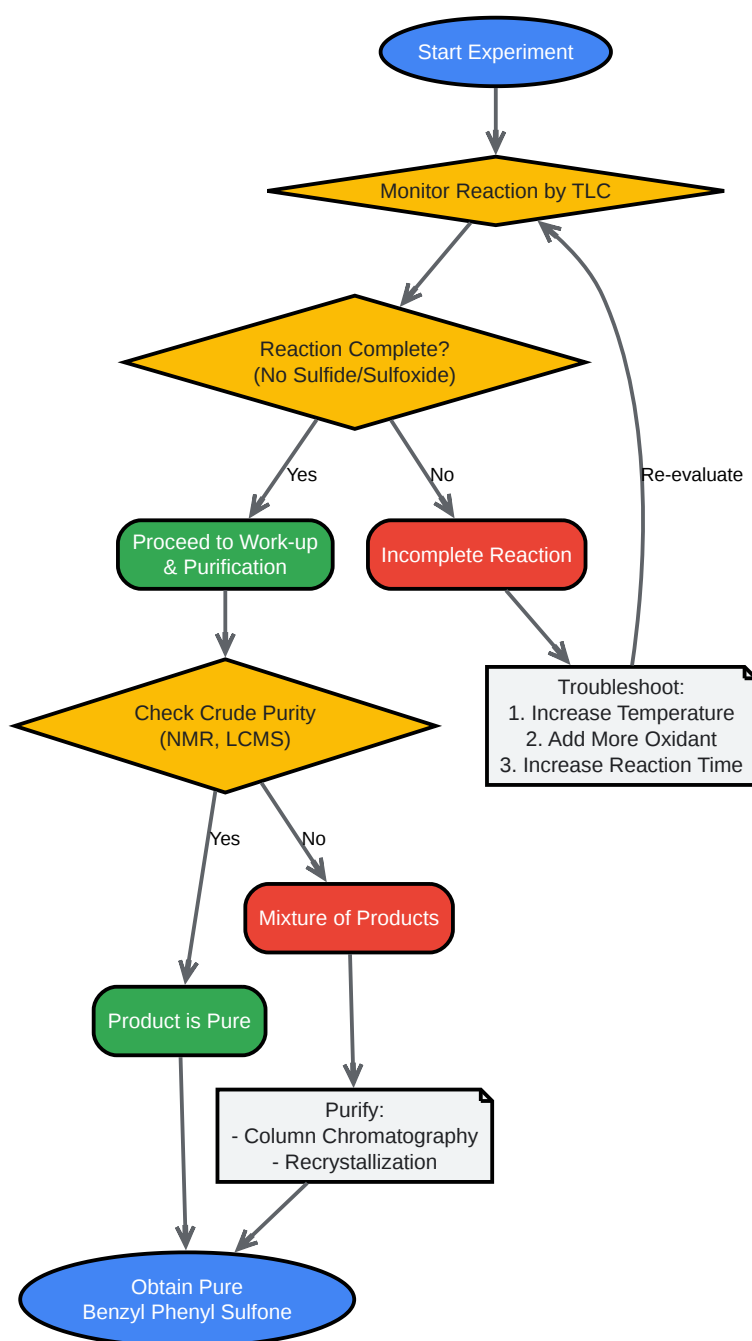 Start Experiment
Monitor Reaction by TLC
Reaction Complete?
(No Sulfide/Sulfoxide)
Yes
No
Re-evaluate
Proceed to Work-up
& Purification
Incomplete Reaction
Troubleshoot:
1. Increase Temperature
2. Add More Oxidant
3. Increase Reaction Time
Check Crude Purity
(NMR, LCMS)
Yes
No
Mixture of Products
Product is Pure
Purify:
- Column Chromatography
- Recrystallization
Obtain Pure
Benzyl Phenyl Sulfone